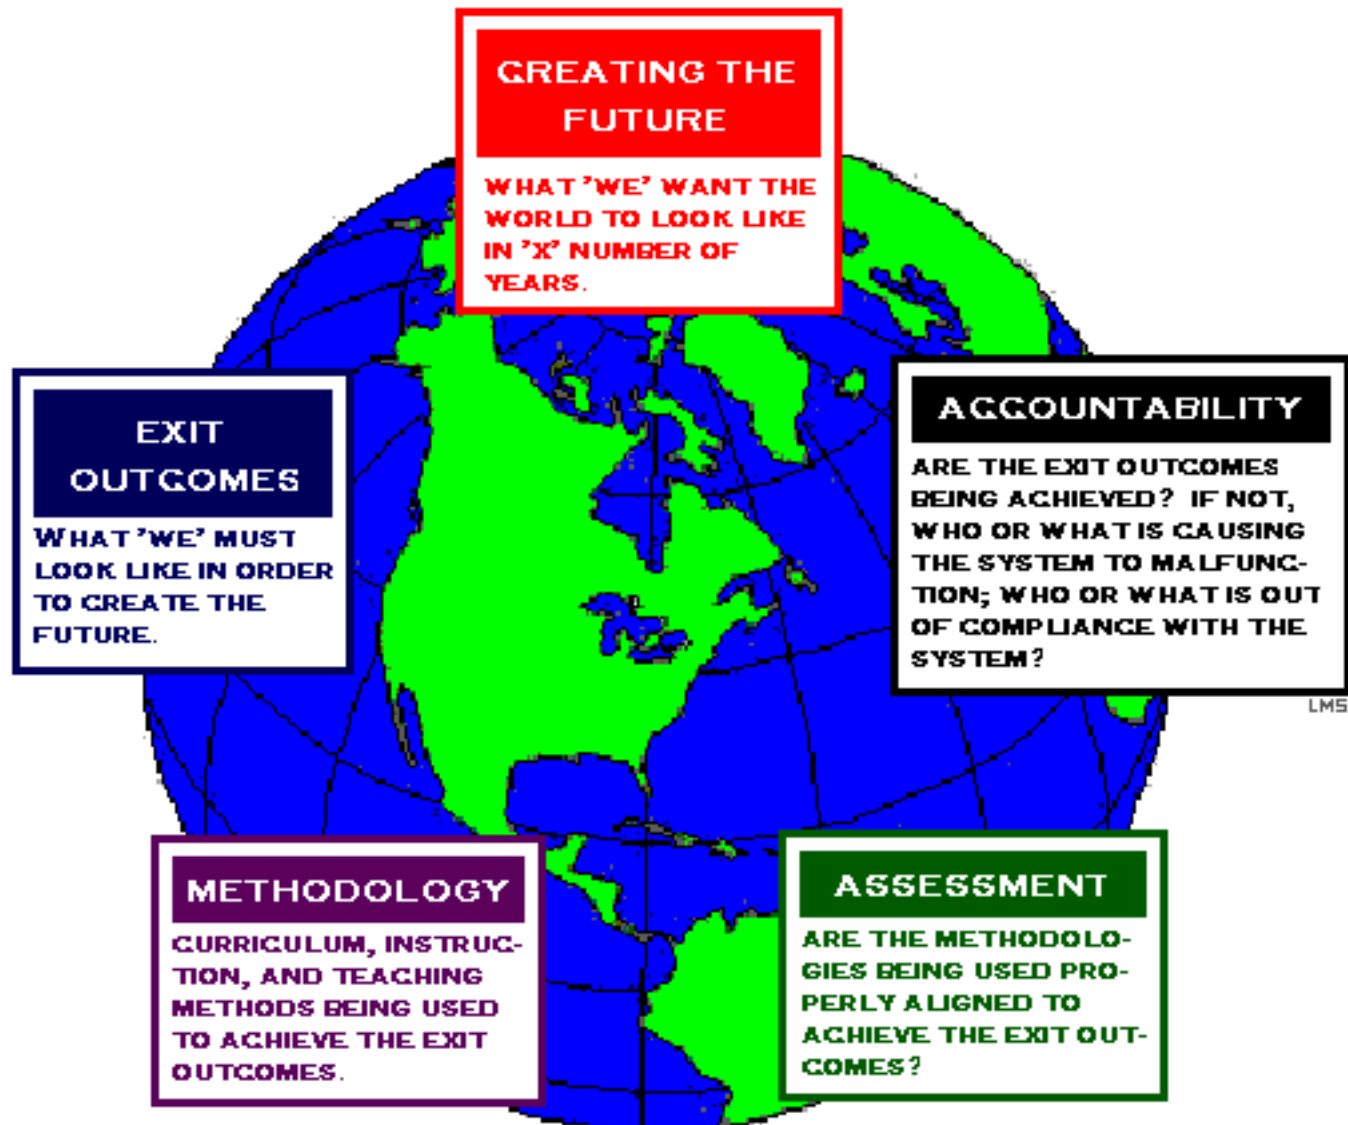 CREATING THE
FUTURE
WHAT 'WE' WANT THE
WORLD TO LOOK LIKE
IN 'X' NUMBER OF
YEARS.
EXIT
OUTCOMES
WHAT 'WE' MUST
LOOK LIKE IN ORDER
TO CREATE THE
FUTURE.
ACCOUNTABILITY
ARE THE EXIT OUTCOMES
BEING ACHIEVED? IF NOT,
WHO OR WHAT IS CAUSING
THE SYSTEM TO MALFUNC-
TION; WHO OR WHAT IS OUT
OF COMPLIANCE WITH THE
SYSTEM?
LMS
METHODOLOGY
CURRICULUM, INSTRUC-
TION, AND TEACHING
METHODS BEING USED
TO ACHIEVE THE EXIT
OUTCOMES.
ASSESSMENT
ARE THE METHODOLO-
GIES BEING USED PRO-
PERLY ALIGNED TO
ACHIEVE THE EXIT OUT-
COMES?